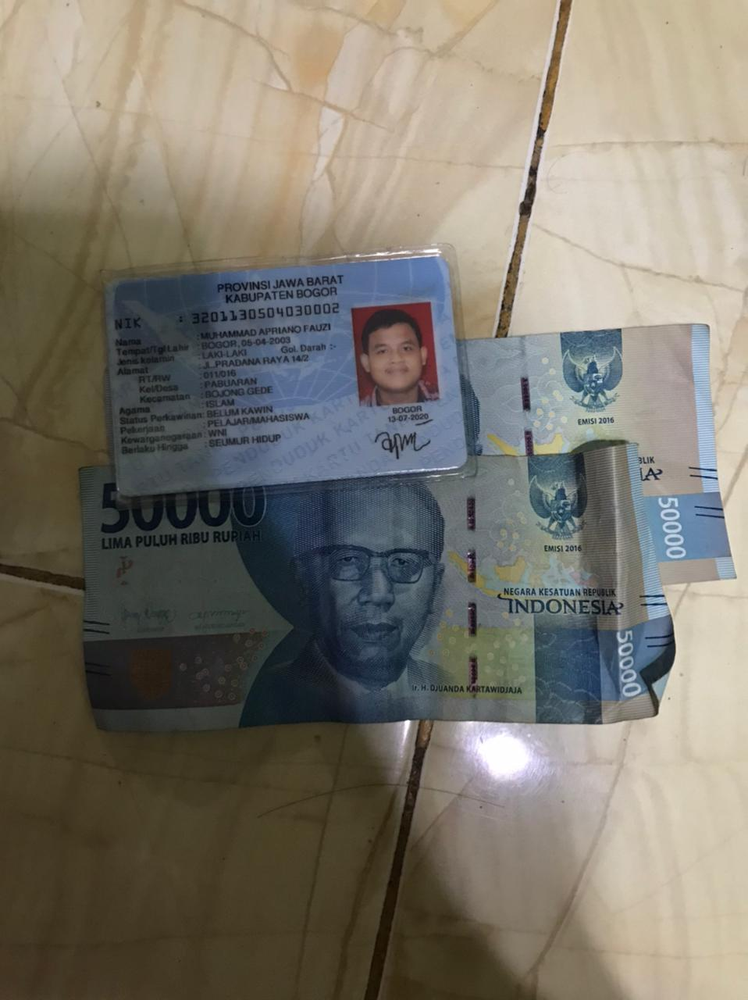 PROVINSI JAWA BARAT
KABUPATEN BOGOR
NIK : 3201130504030002
Nama : MUHAMMAD APRIANO FAUZI
Tempat/Tgl Lahir : BOGOR, 05-04-2003
Jenis kelamin : LAKI-LAKI Gol. Darah :-
Alamat : JL.PRADANA RAYA 14/2
RT/RW : 011/016
Kel/Desa : PABUARAN
Kecamatan : BOJONG GEDE
Agama : ISLAM
Status Perkawinan: BELUM KAWIN
Pekerjaan : PELAJAR/MAHASISWA
Kewarganegaraan: WNI
Berlaku Hingga : SEUMUR HIDUP
BOGOR
13-07-2020
EMISI 2016
BLIK
IA
50000
50000
LIMA PULUH RIBU RUPIAH
EMISI 2016
NEGARA KESATUAN REPUBLIK
INDONESIA
50000
Ir. H. DJUANDA KARTAWIDJAJA